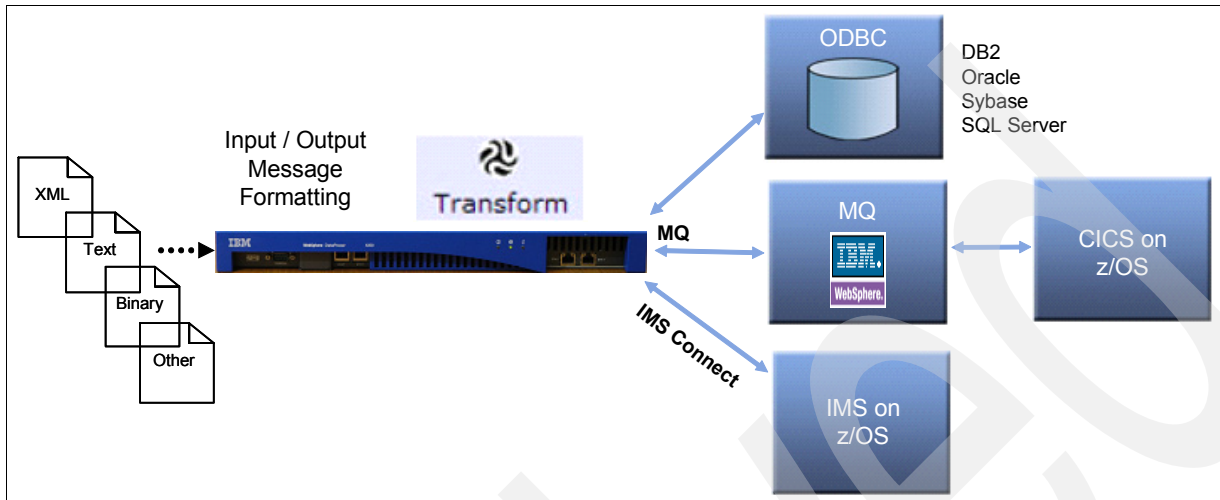 XML
Text
Binary
Other
Input / Output
Message
Formatting
Transform
IBM
ODBC
DB2
Oracle
Sybase
SQL Server
MQ
MQ
IBM.
WebSphere.
CICS on
z/OS
IMS Connect
IMS on
z/OS